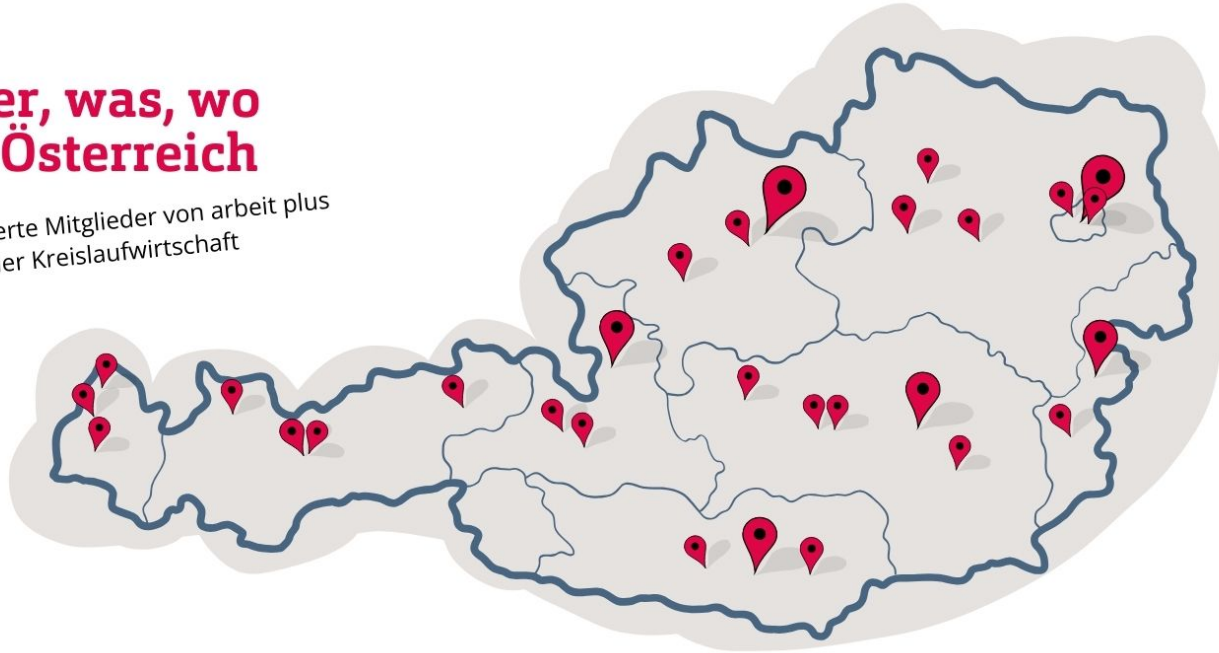 er, was, wo
Österreich
erte Mitglieder von arbeit plus
er Kreislaufwirtschaft